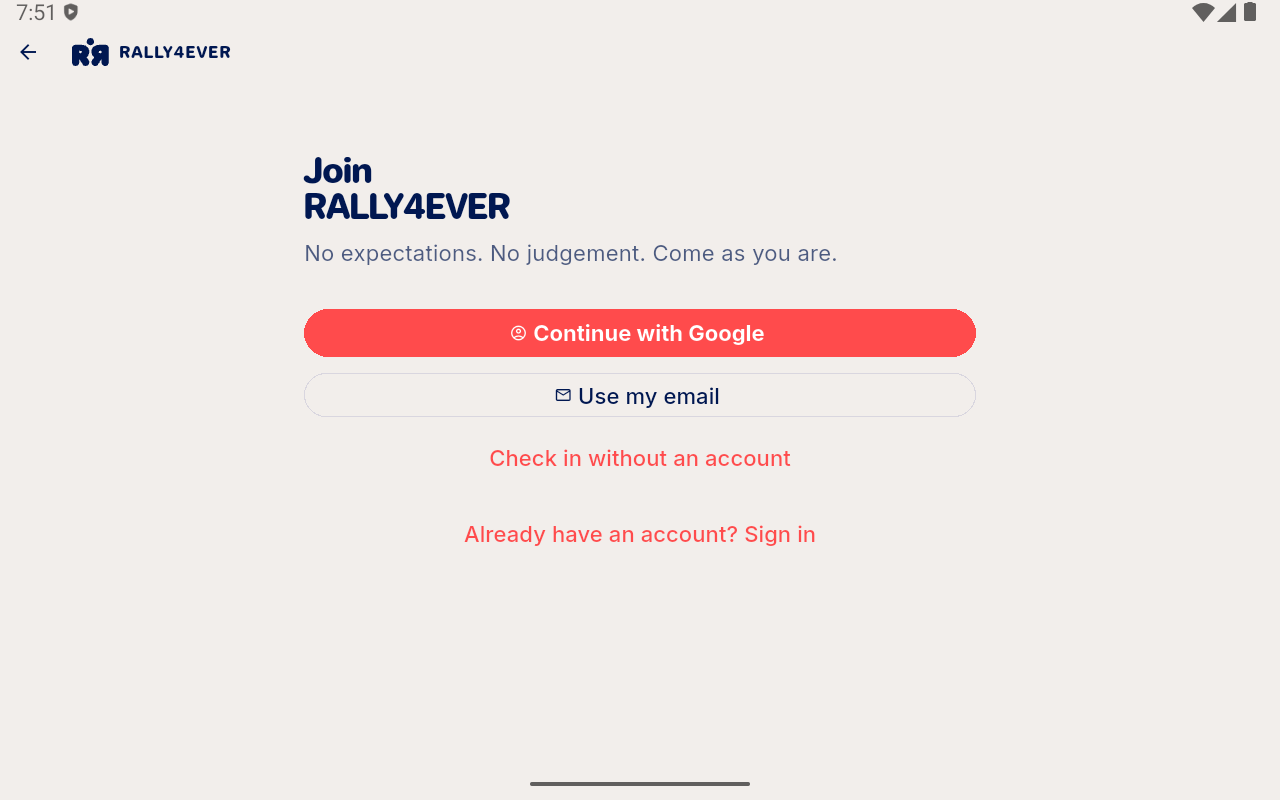 7:51
RALLY4EVER
Join
RALLY4EVER
No expectations. No judgement. Come as you are.
Continue with Google
Use my email
Check in without an account
Already have an account? Sign in